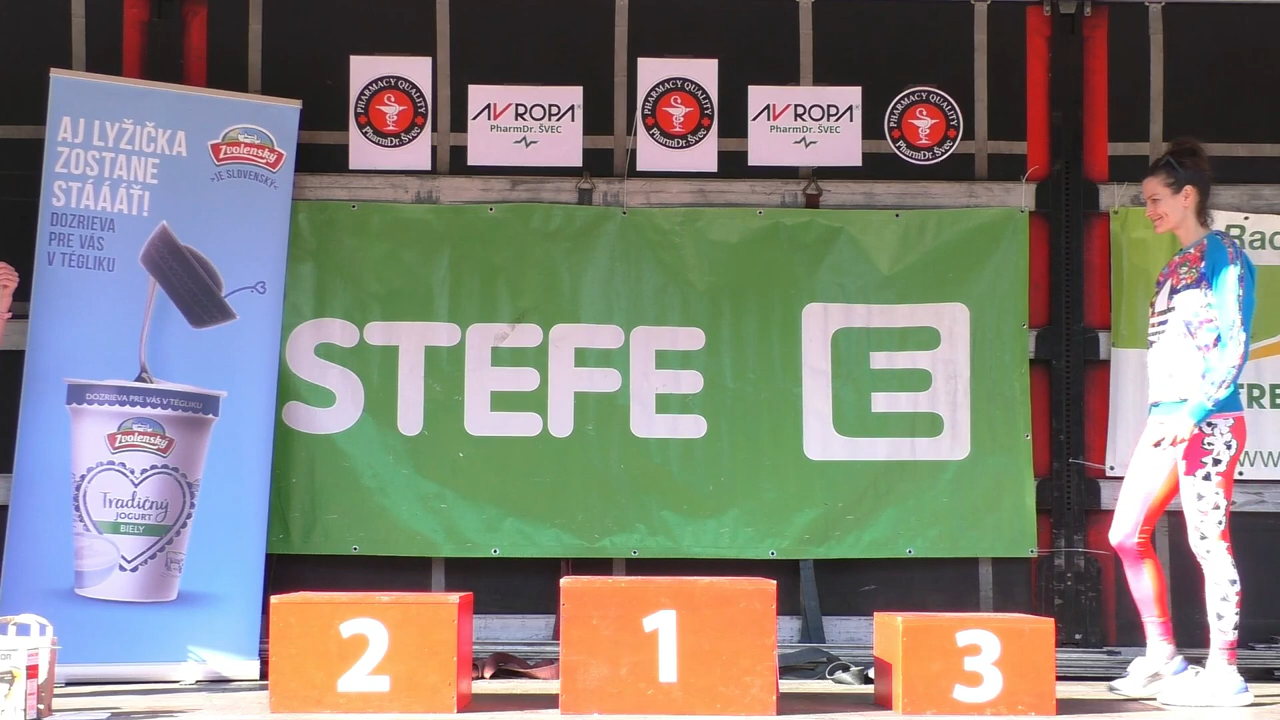 AJ LYŽIČKA
ZOSTANE
STÁÁÁŤ!
DOZRIEVA
PRE VÁS
V TÉGLIKU
Zvolenský
»JE SLOVENSKÝ«
DOZRIEVA PRE VÁS V TÉGLIKU
Zvolenský
Tradičný
JOGURT
BIELY
PHARMACY QUALITY
PharmDr. Švec
AVROPA®
PharmDr. ŠVEC
PHARMACY QUALITY
PharmDr. Švec
AVROPA®
PharmDr. ŠVEC
PHARMACY QUALITY
PharmDr. Švec
STEFE E
Rad
FRE
www
2
1
3